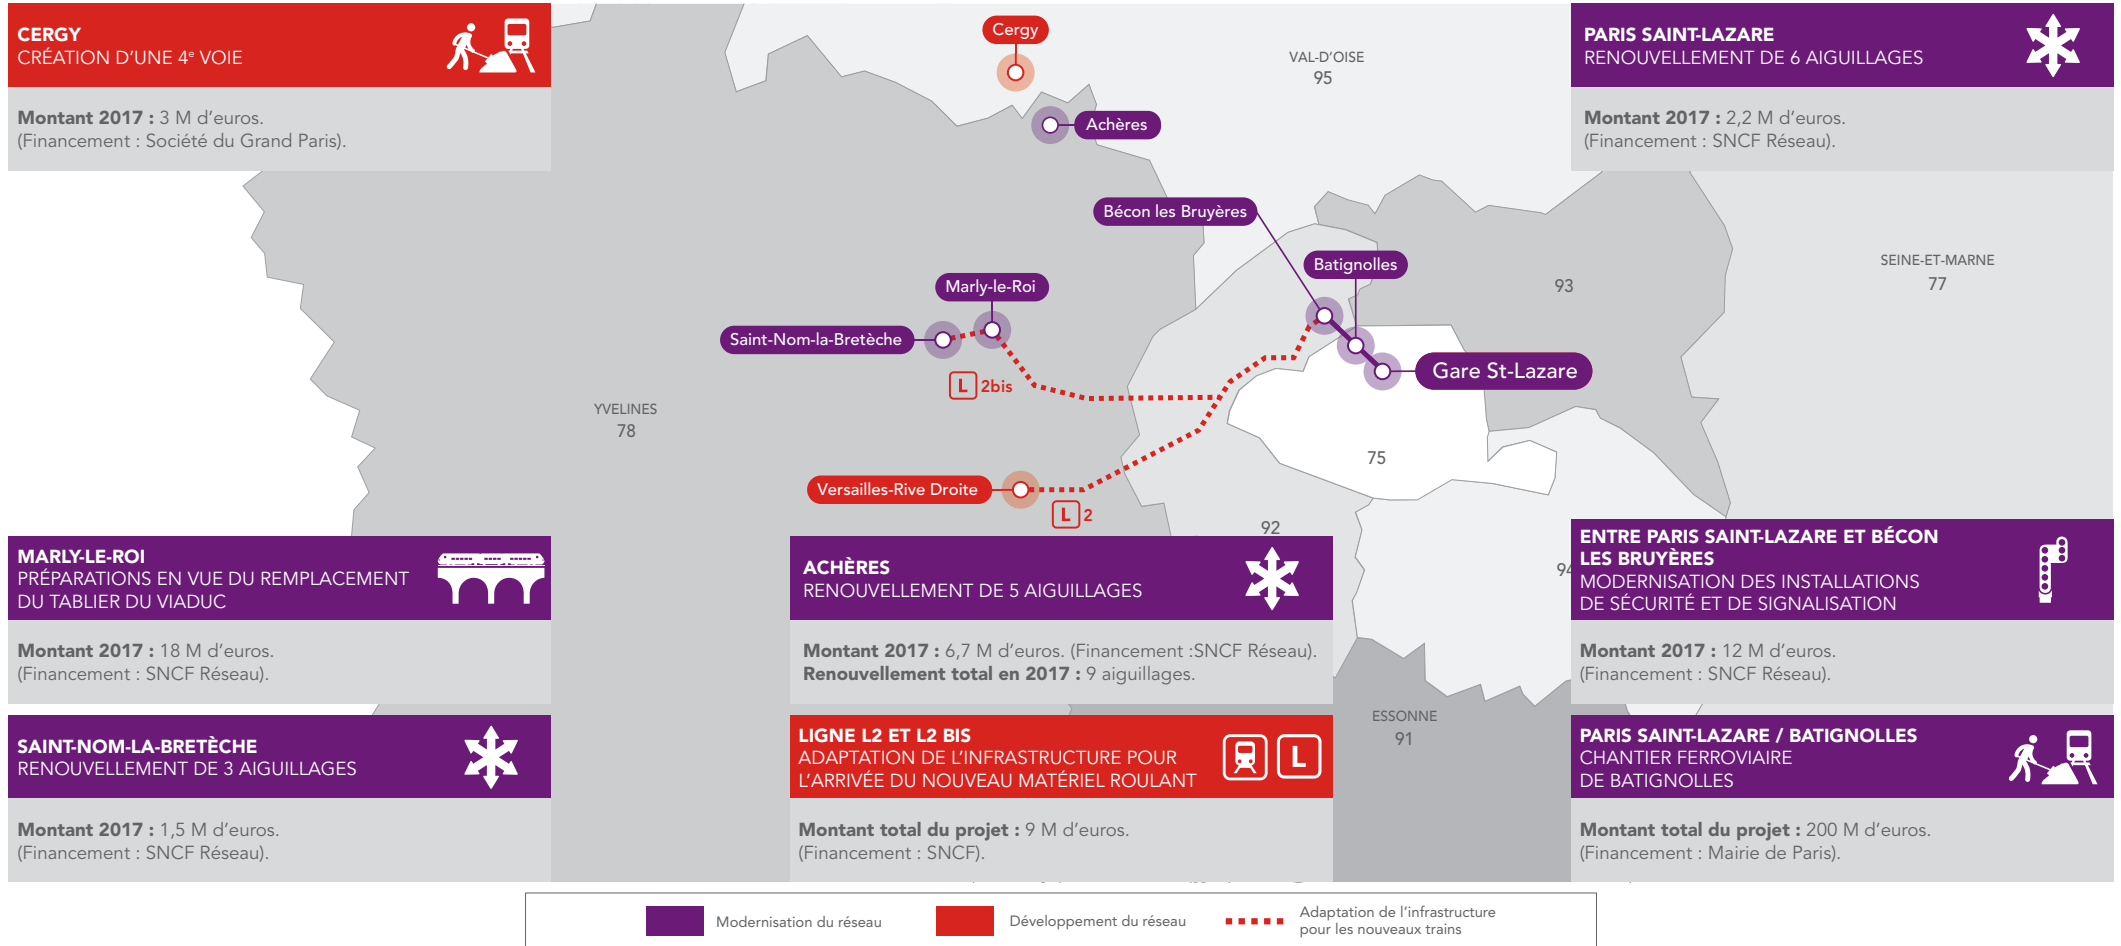 CERGY
CRÉATION D'UNE 4e VOIE
Montant 2017 : 3 M d'euros.
(Financement : Société du Grand Paris).
Cergy
Achères
VAL-D'OISE
95
PARIS SAINT-LAZARE
RENOUVELLEMENT DE 6 AIGUILLAGES
Montant 2017 : 2,2 M d'euros.
(Financement : SNCF Réseau).
Bécon les Bruyères
Batignolles
Marly-le-Roi
Saint-Nom-la-Bretèche
Gare St-Lazare
93
SEINE-ET-MARNE
77
L 2bis
YVELINES
78
75
Versailles-Rive Droite
L 2
92
94
MARLY-LE-ROI
PRÉPARATIONS EN VUE DU REMPLACEMENT
DU TABLIER DU VIADUC
Montant 2017 : 18 M d'euros.
(Financement : SNCF Réseau).
ACHÈRES
RENOUVELLEMENT DE 5 AIGUILLAGES
Montant 2017 : 6,7 M d'euros. (Financement :SNCF Réseau).
Renouvellement total en 2017 : 9 aiguillages.
ENTRE PARIS SAINT-LAZARE ET BÉCON
LES BRUYÈRES
MODERNISATION DES INSTALLATIONS
DE SÉCURITÉ ET DE SIGNALISATION
Montant 2017 : 12 M d'euros.
(Financement : SNCF Réseau).
ESSONNE
91
SAINT-NOM-LA-BRETÈCHE
RENOUVELLEMENT DE 3 AIGUILLAGES
Montant 2017 : 1,5 M d'euros.
(Financement : SNCF Réseau).
LIGNE L2 ET L2 BIS
ADAPTATION DE L'INFRASTRUCTURE POUR
L'ARRIVÉE DU NOUVEAU MATÉRIEL ROULANT
L
Montant total du projet : 9 M d'euros.
(Financement : SNCF).
PARIS SAINT-LAZARE / BATIGNOLLES
CHANTIER FERROVIAIRE
DE BATIGNOLLES
Montant total du projet : 200 M d'euros.
(Financement : Mairie de Paris).
Modernisation du réseau
Développement du réseau
Adaptation de l'infrastructure
pour les nouveaux trains